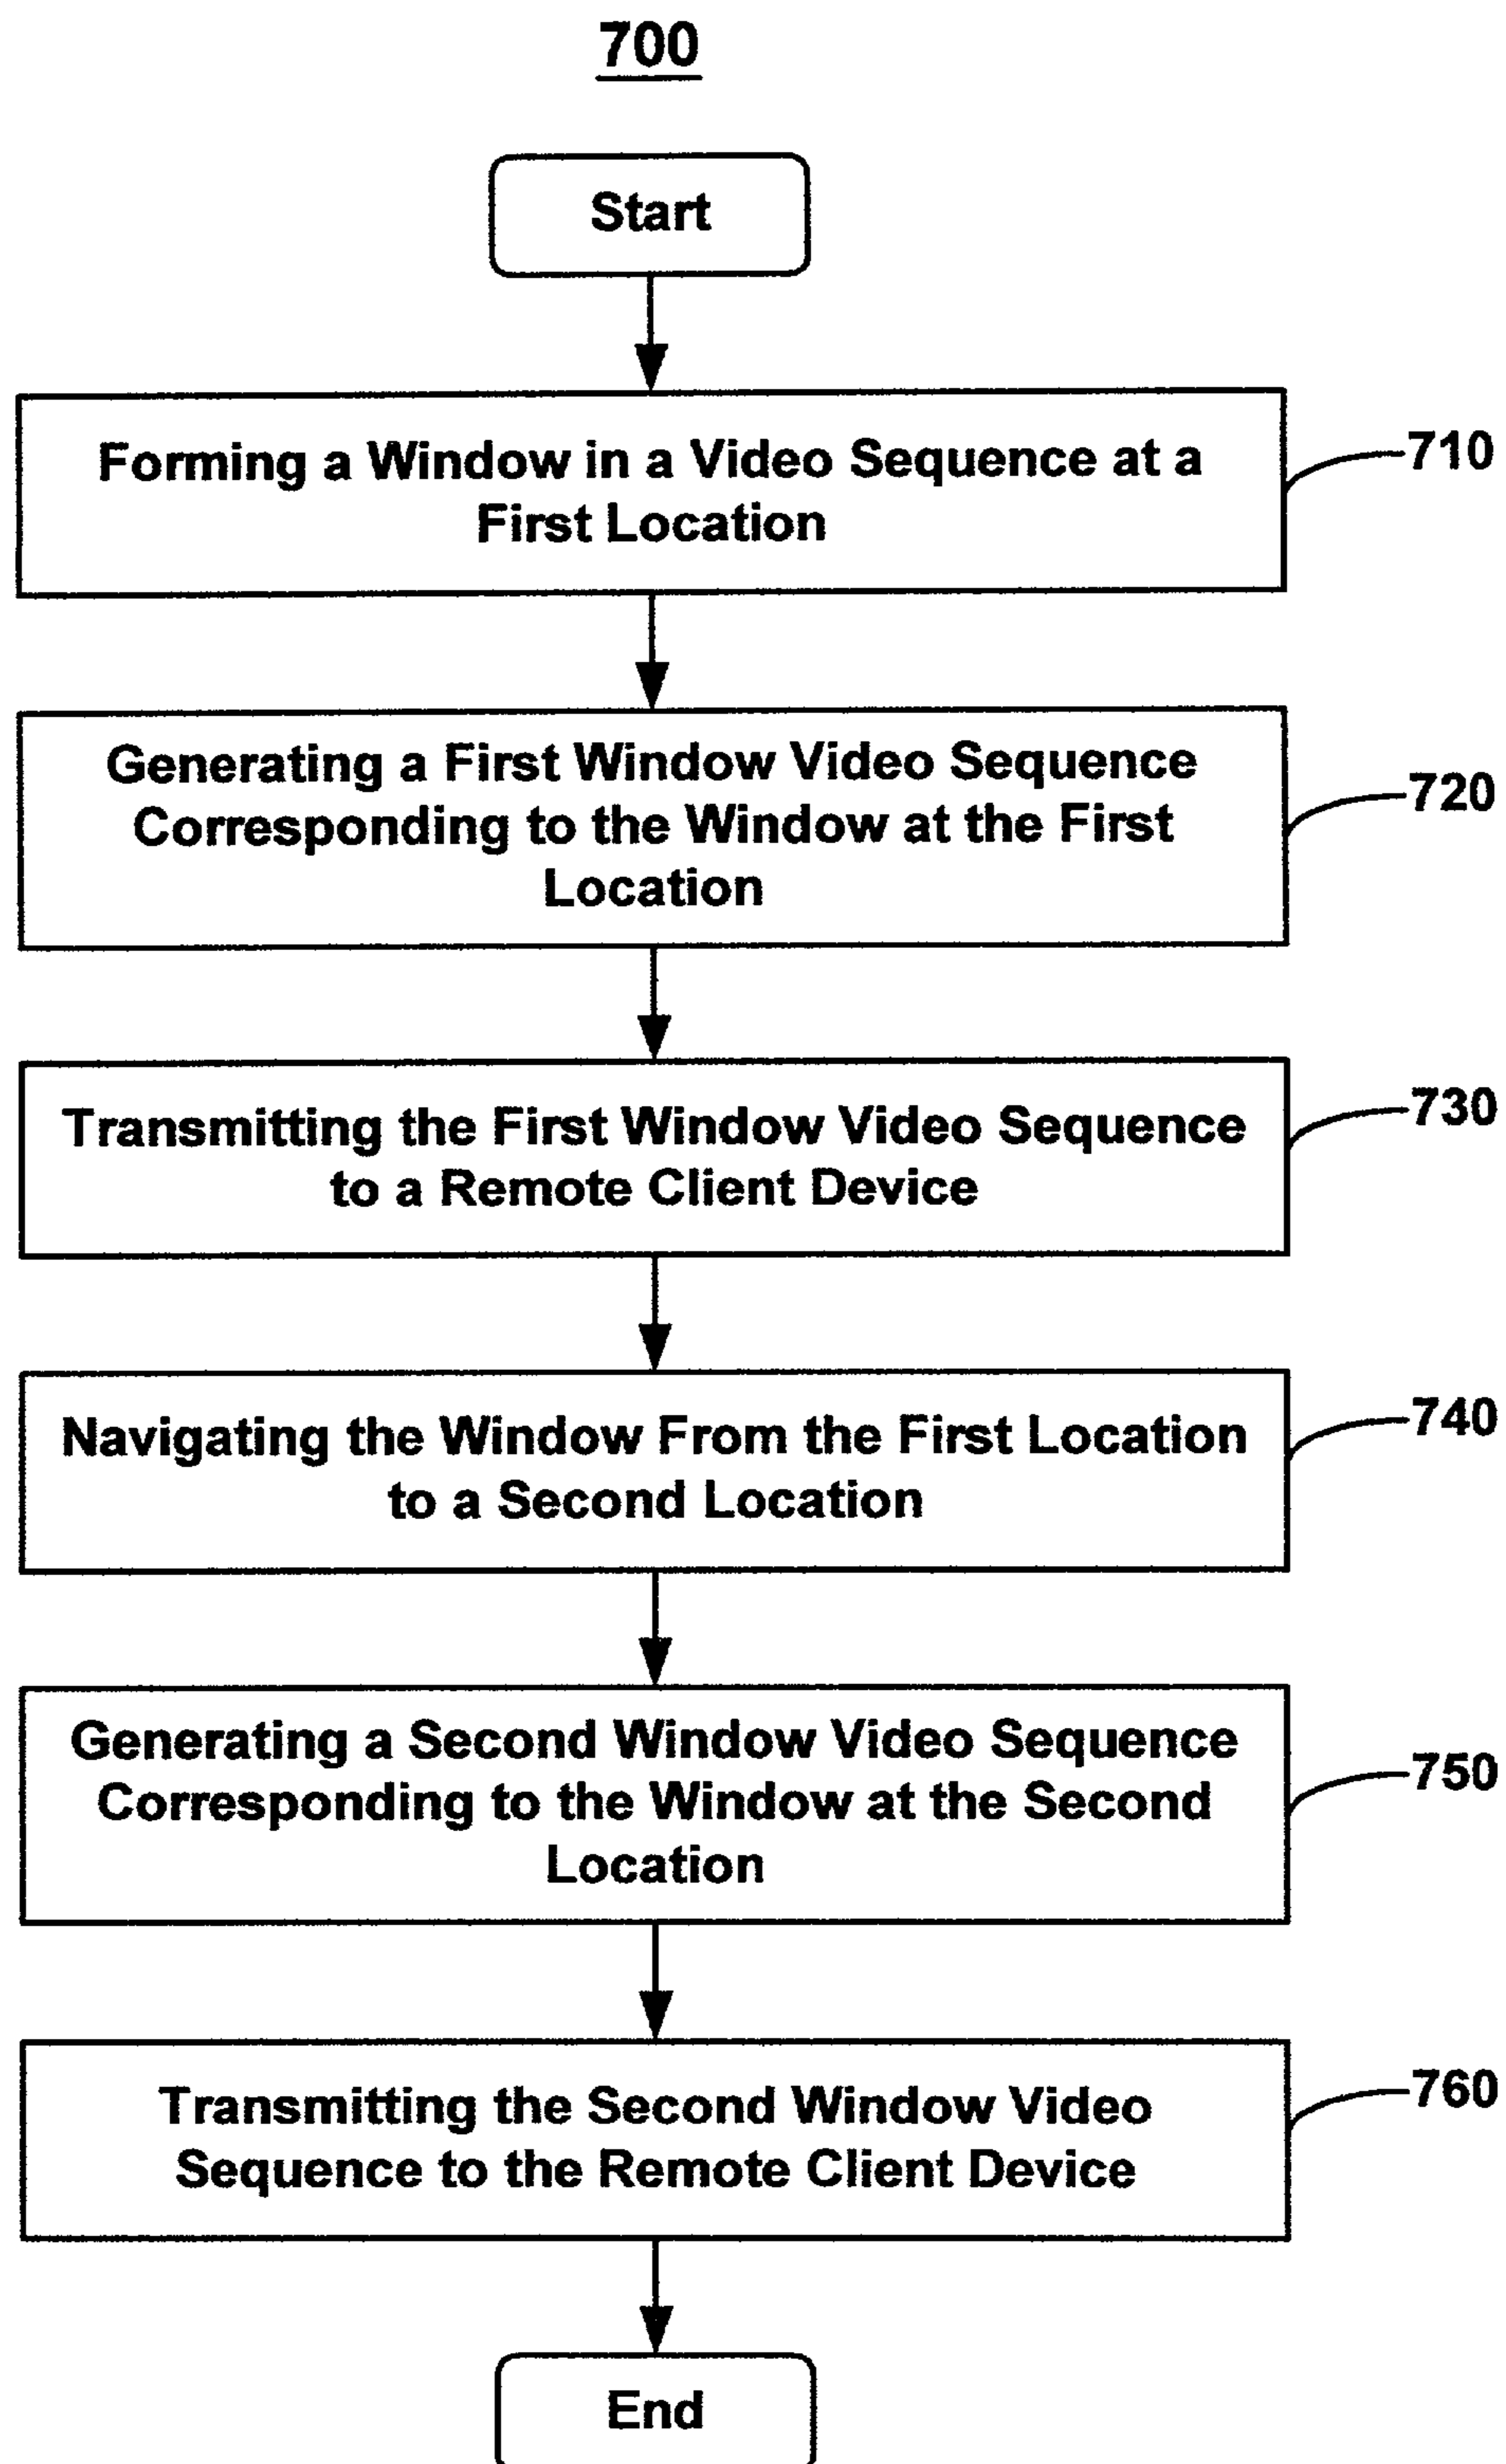 700
Start
Forming a Window in a Video Sequence at a
First Location
710
Generating a First Window Video Sequence
Corresponding to the Window at the First
Location
720
Transmitting the First Window Video Sequence
to a Remote Client Device
730
Navigating the Window From the First Location
to a Second Location
740
Generating a Second Window Video Sequence
Corresponding to the Window at the Second
Location
750
Transmitting the Second Window Video
Sequence to the Remote Client Device
760
End